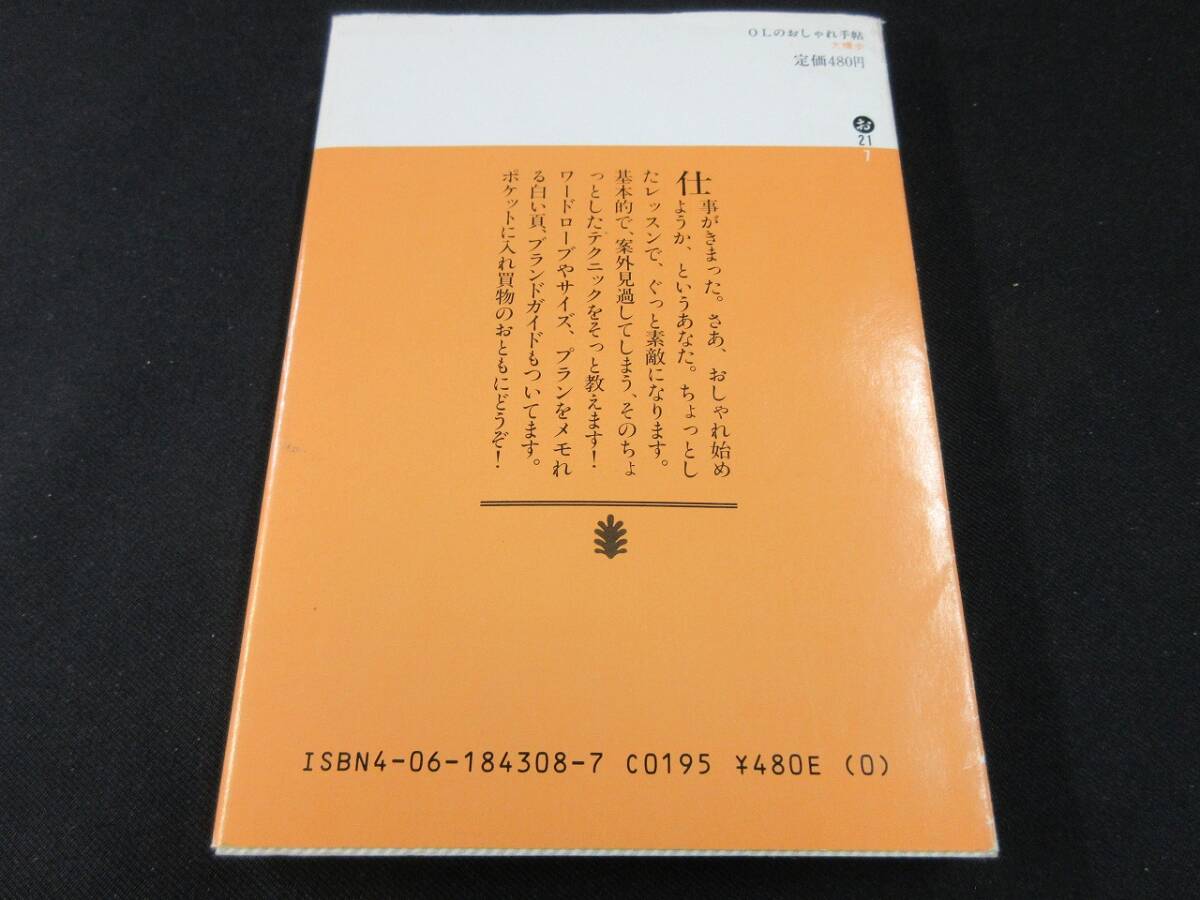 OLのおしゃれ手帖
大橋歩
定価480円
お
21
7
仕事がきまった。さあ、おしゃれ始め
ようか、というあなた。ちょっとし
たレッスンで、ぐっと素敵になります。
基本的で、案外見過してしまう、そのちょ
っとしたテクニックをそっと教えます!
ワードローブやサイズ、プランをメモれ
る白い頁、ブランドガイドもついてます。
ポケットに入れ買物のおともにどうぞ!
ISBN4-06-184308-7 C0195 ¥480E (0)